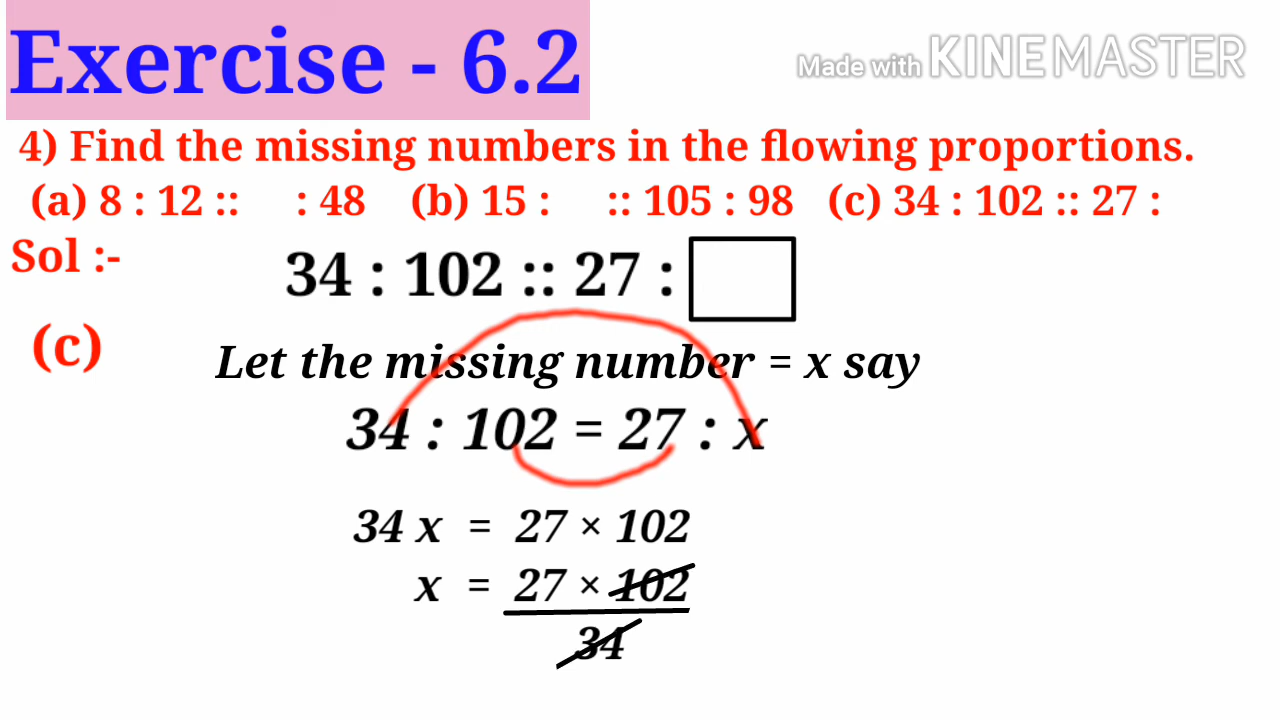 Exercise - 6.2
Made with KINEMASTER
4) Find the missing numbers in the flowing proportions.
(a) 8 : 12 :: : 48 (b) 15 : :: 105 : 98 (c) 34 : 102 :: 27 :
Sol :-
34 : 102 :: 27 :
(c)
Let the missing number = x say
34 : 102 = 27 : x
34 x = 27 × 102
x = 27 × 102
34